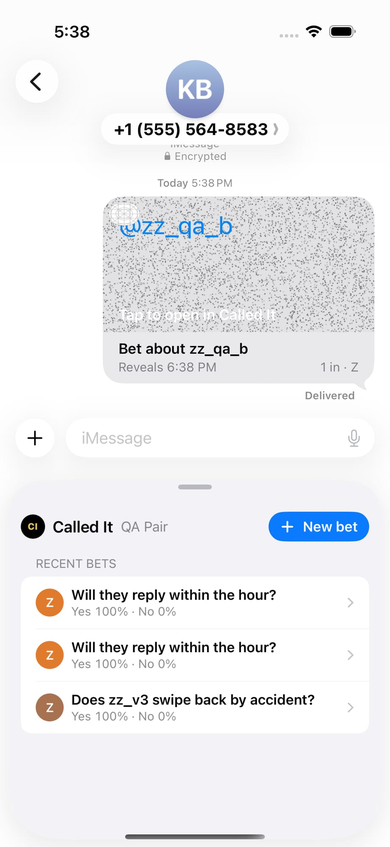 5:38
KB
+1 (555) 564-8583
iMessage
Encrypted
Today 5:38 PM
@zz_qa_b
Tap to open in Called It
Bet about zz_qa_b
Reveals 6:38 PM
1 in · Z
Delivered
iMessage
CI
Called It QA Pair
+ New bet
RECENT BETS
Z
Will they reply within the hour?
Yes 100% · No 0%
Z
Will they reply within the hour?
Yes 100% · No 0%
Z
Does zz_v3 swipe back by accident?
Yes 100% · No 0%